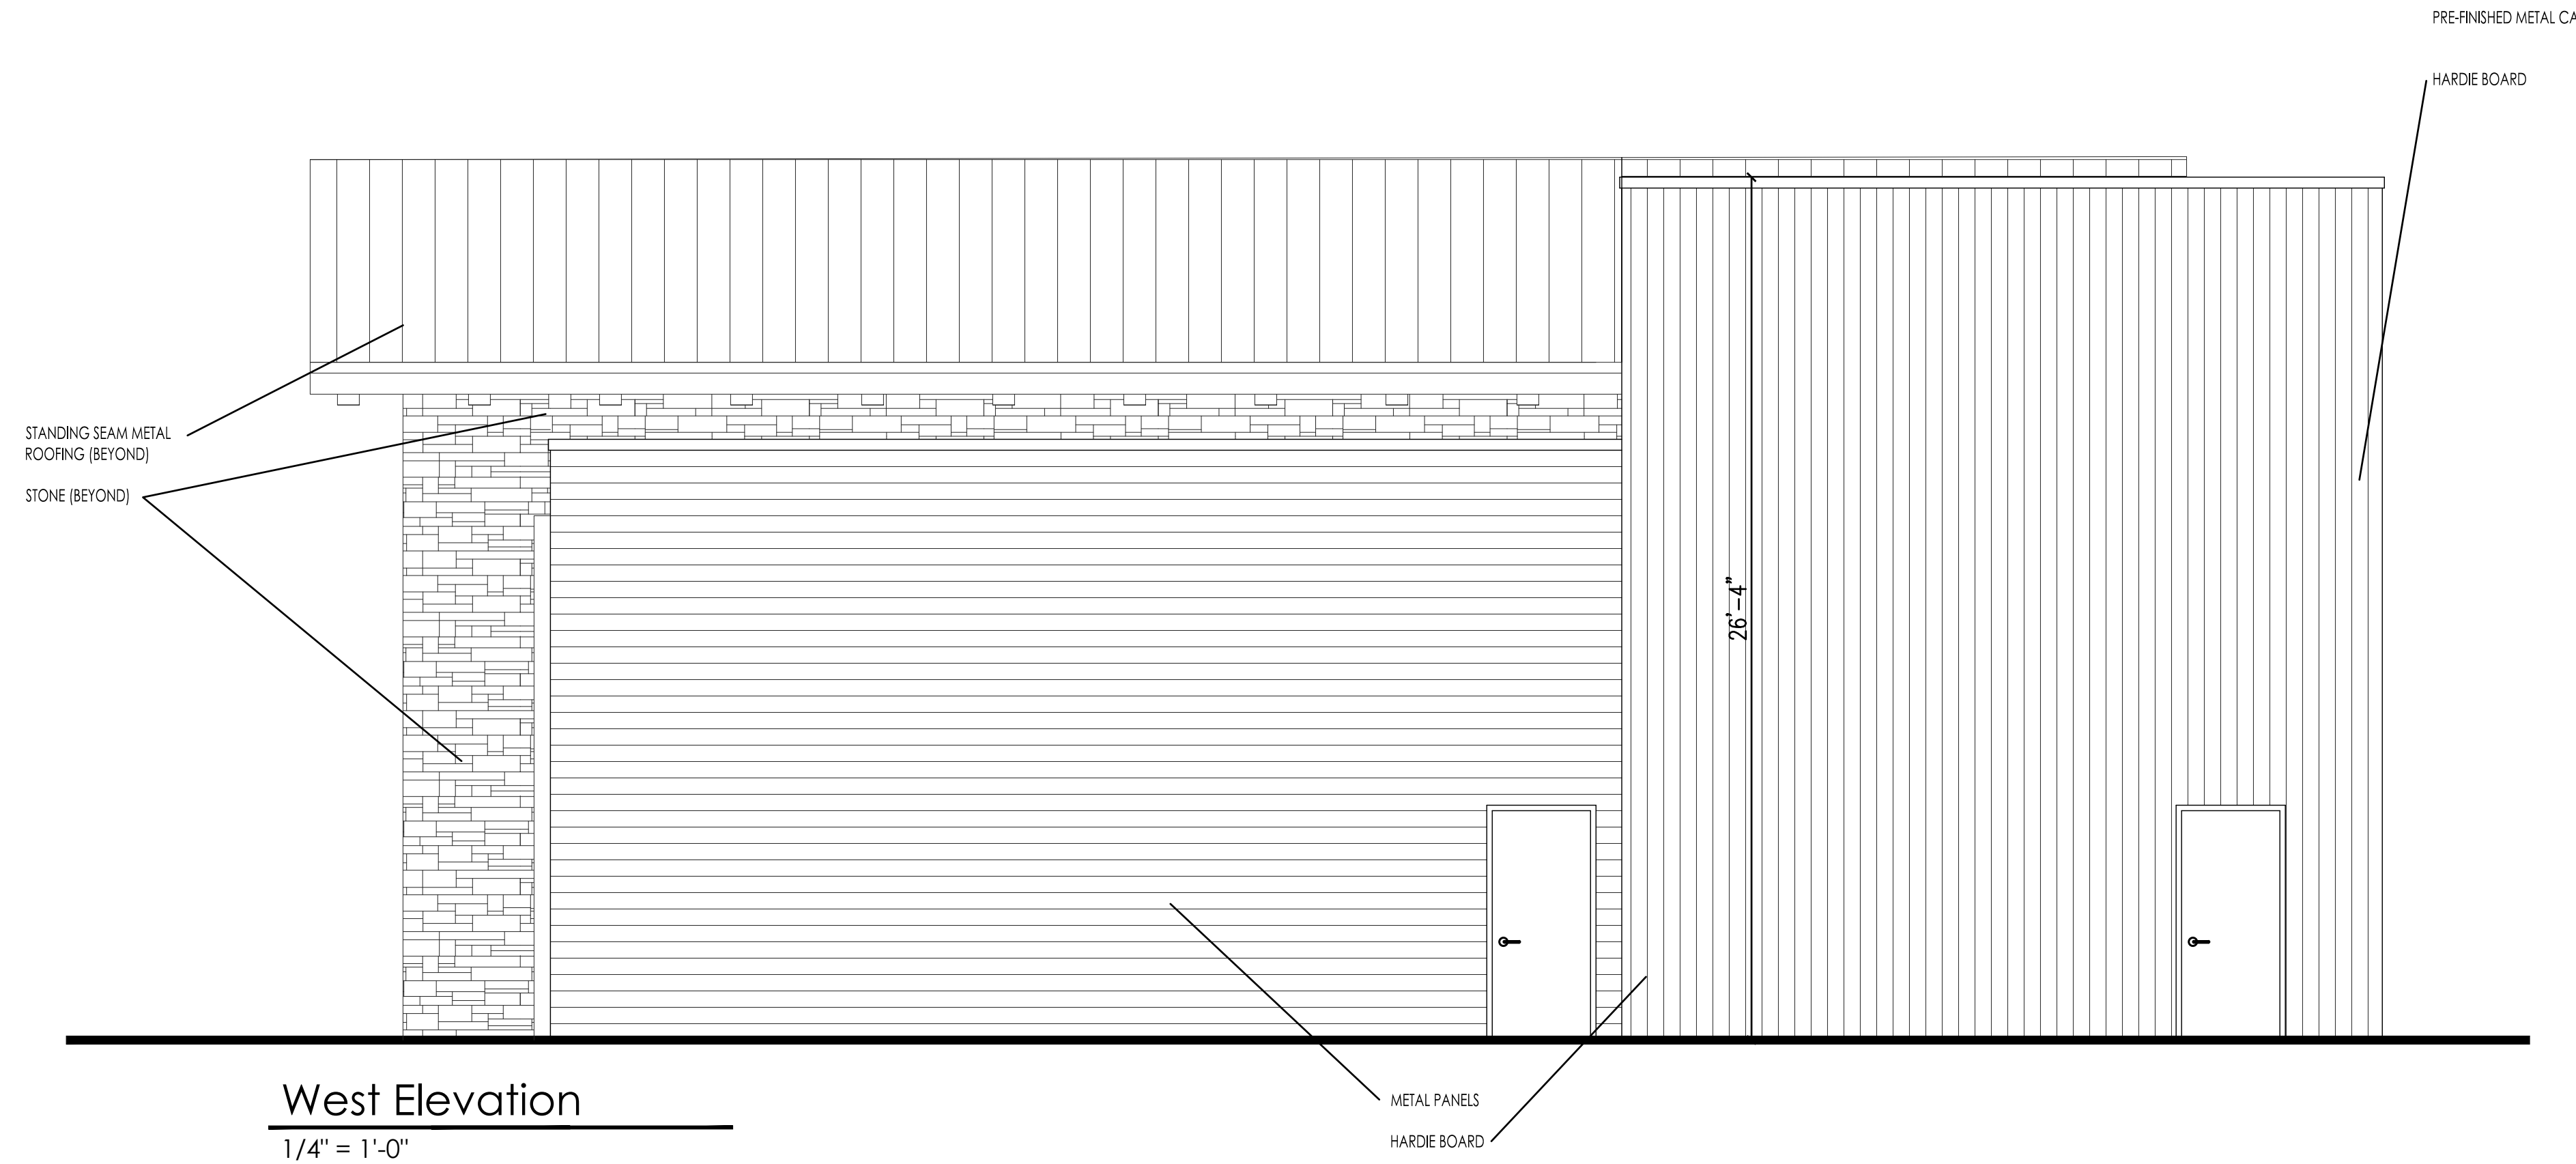 PRE-FINISHED METAL
HARDIE BOARD
STANDING SEAM METAL
ROOFING (BEYOND)
STONE (BEYOND)
26'-4"
METAL PANELS
HARDIE BOARD
West Elevation
1/4" = 1'-0"